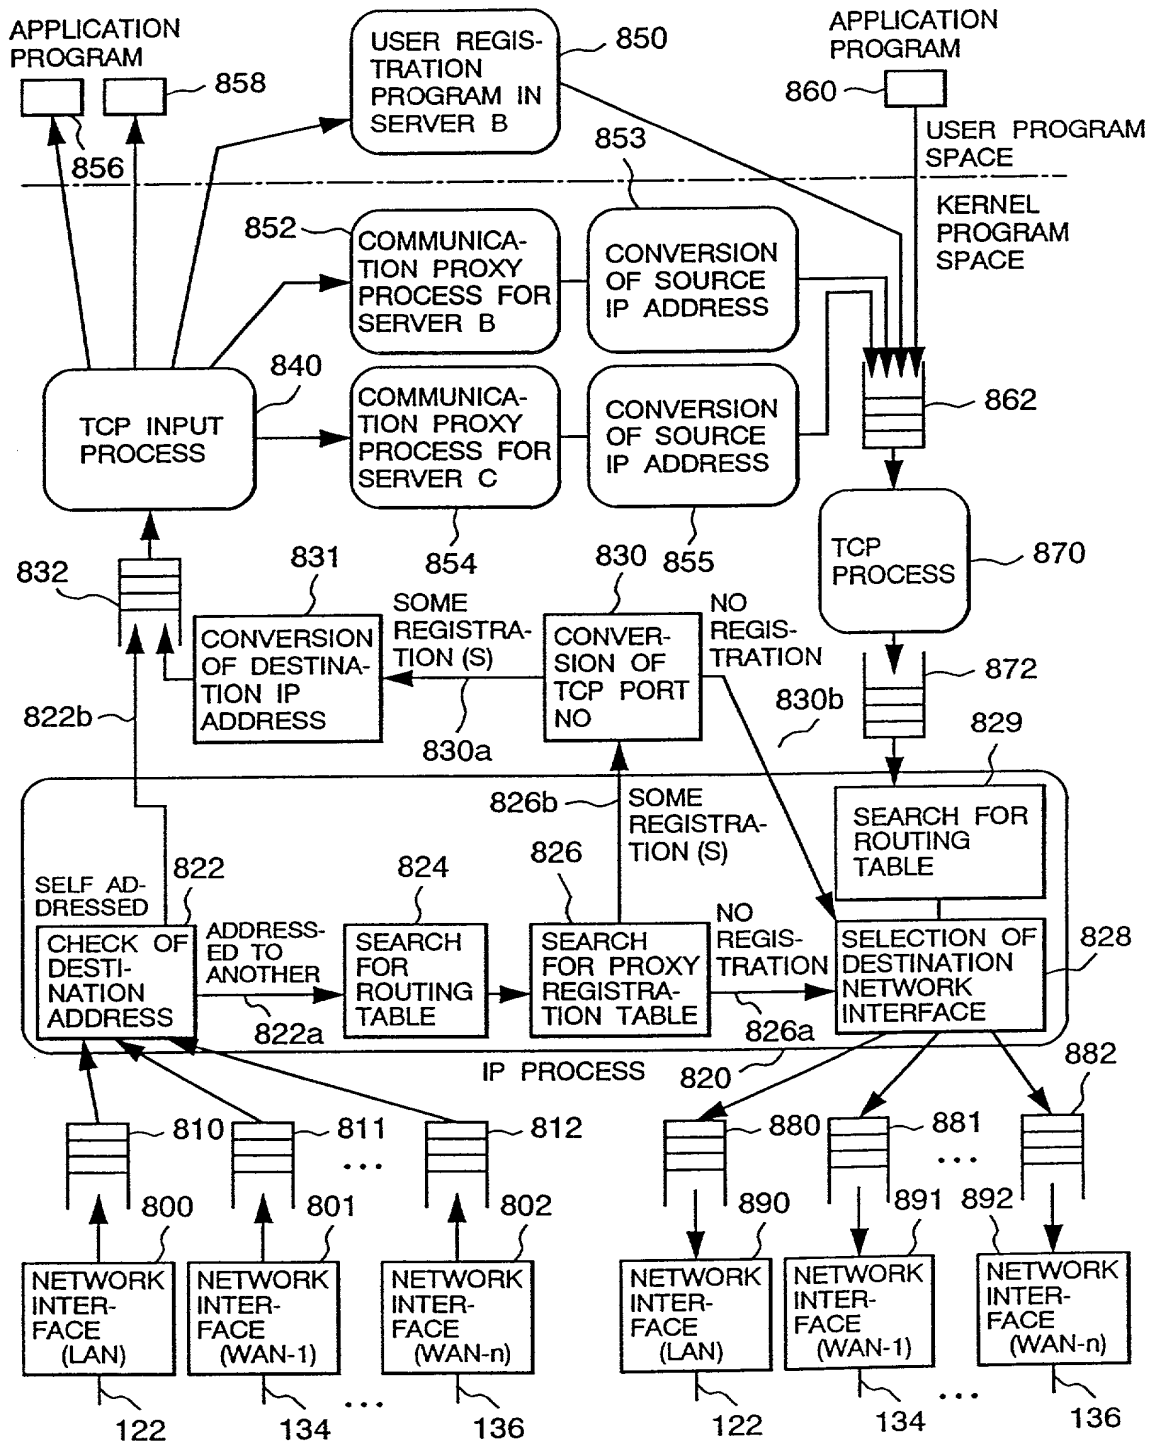 APPLICATION
PROGRAM
858
856
USER REGIS-
TRATION
PROGRAM IN
SERVER B
850
APPLICATION
PROGRAM
860
USER PROGRAM
SPACE
KERNEL
PROGRAM
SPACE
852
COMMUNICA-
TION PROXY
PROCESS FOR
SERVER B
853
CONVERSION
OF SOURCE
IP ADDRESS
840
TCP INPUT
PROCESS
COMMUNICA-
TION PROXY
PROCESS FOR
SERVER C
854
CONVERSION
OF SOURCE
IP ADDRESS
855
862
TCP
PROCESS
870
832
831
CONVERSION
OF DESTINA-
TION IP
ADDRESS
SOME
REGISTRA-
TION (S)
830a
830
CONVER-
SION OF
TCP PORT
NO
NO
REGIS-
TRATION
830b
872
822b
829
SEARCH FOR
ROUTING
TABLE
826b
SOME
REGISTRA-
TION (S)
SELF AD-
DRESSED
822
CHECK OF
DESTI-
NATION
ADDRESS
ADDRESS-
ED TO
ANOTHER
822a
824
SEARCH
FOR
ROUTING
TABLE
826
SEARCH
FOR PROXY
REGISTRA-
TION TABLE
NO
REGIS-
TRATION
826a
SELECTION OF
DESTINATION
NETWORK
INTERFACE
828
IP PROCESS
820
810
811
...
812
880
881
...
882
800
NETWORK
INTER-
FACE
(LAN)
122
801
NETWORK
INTER-
FACE
(WAN-1)
134
...
802
NETWORK
INTER-
FACE
(WAN-n)
136
890
NETWORK
INTER-
FACE
(LAN)
122
891
NETWORK
INTER-
FACE
(WAN-1)
134
...
892
NETWORK
INTER-
FACE
(WAN-n)
136